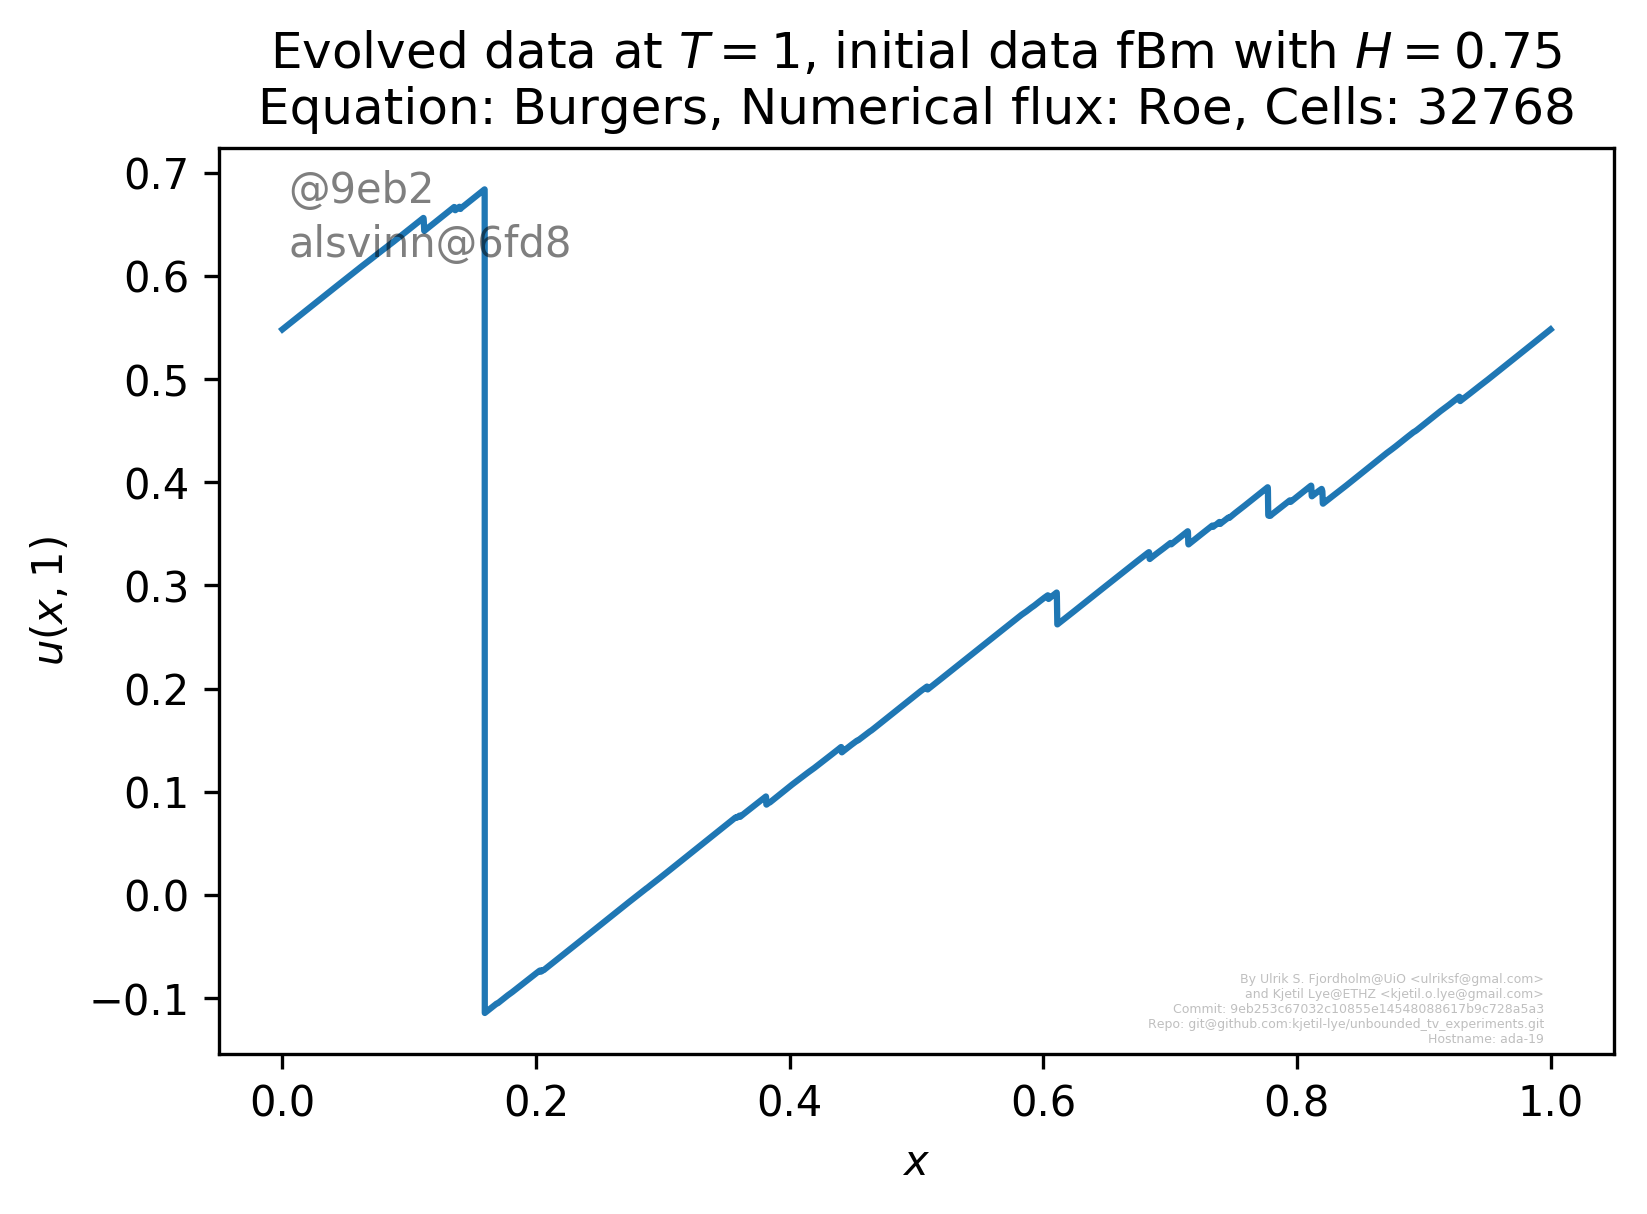 Evolved data at T = 1, initial data fBm with H = 0.75
Equation: Burgers, Numerical flux: Roe, Cells: 32768
@9eb2
alsvinn@6fd8
0.7
0.6
0.5
0.4
0.3
0.2
0.1
0.0
−0.1
u(x, 1)
By Ulrik S. Fjordholm@UiO <ulriksf@gmal.com>
and Kjetil Lye@ETHZ <kjetil.o.lye@gmail.com>
Commit: 9eb253c67032c10855e14548088617b9c728a5a3
Repo: git@github.com:kjetil-lye/unbounded_tv_experiments.git
Hostname: ada-19
0.0 0.2 0.4 0.6 0.8 1.0
x